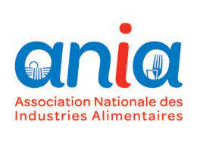 ania
Association Nationale des
Industries Alimentaires